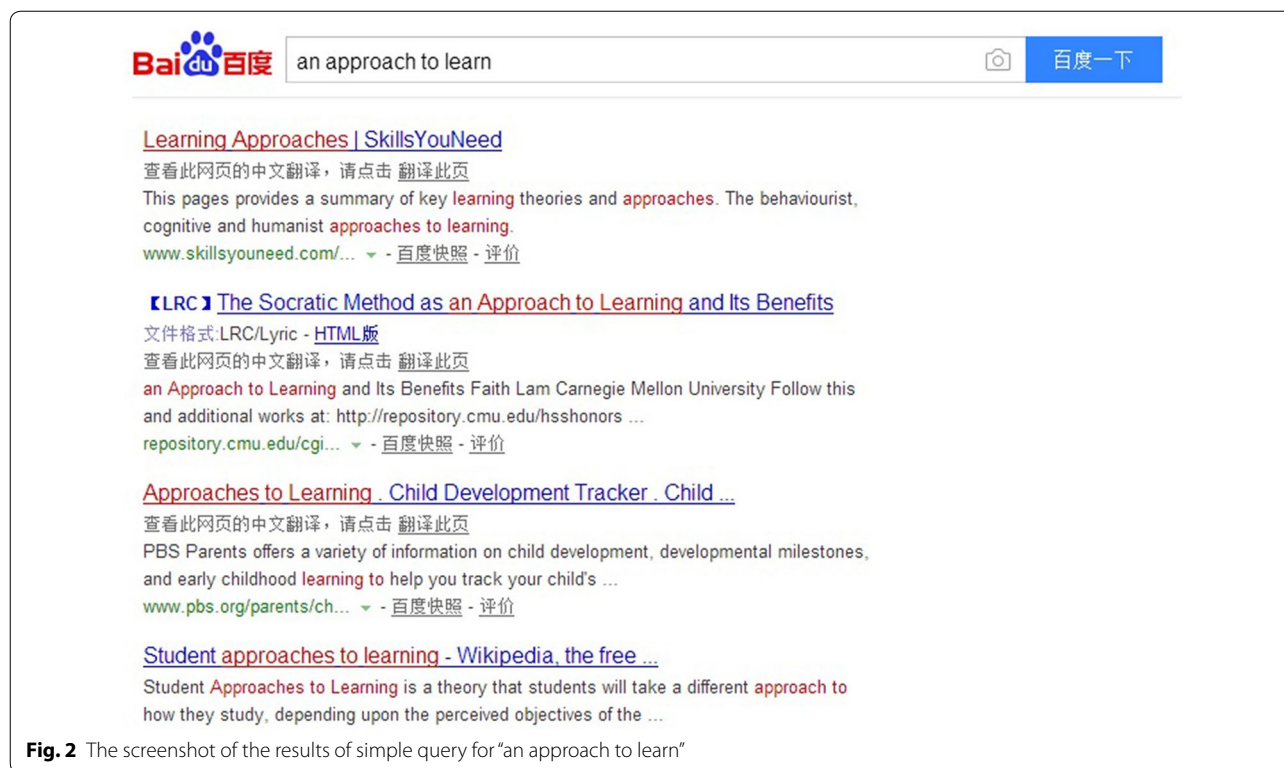 Bai du 百度
an approach to learn
百度一下
Learning Approaches | SkillsYouNeed
查看此网页的中文翻译，请点击 翻译此页
This pages provides a summary of key learning theories and approaches. The behaviourist,
cognitive and humanist approaches to learning.
www.skillsyouneed.com/... - 百度快照 - 评价
【LRC】The Socratic Method as an Approach to Learning and Its Benefits
文件格式:LRC/Lyric - HTML版
查看此网页的中文翻译，请点击 翻译此页
an Approach to Learning and Its Benefits Faith Lam Carnegie Mellon University Follow this
and additional works at: http://repository.cmu.edu/hsshonors ...
repository.cmu.edu/cgi... - 百度快照 - 评价
Approaches to Learning . Child Development Tracker . Child ...
查看此网页的中文翻译，请点击 翻译此页
PBS Parents offers a variety of information on child development, developmental milestones,
and early childhood learning to help you track your child's ...
www.pbs.org/parents/ch... - 百度快照 - 评价
Student approaches to learning - Wikipedia, the free ...
Student Approaches to Learning is a theory that students will take a different approach to
how they study, depending upon the perceived objectives of the ...
Fig. 2 The screenshot of the results of simple query for “an approach to learn”